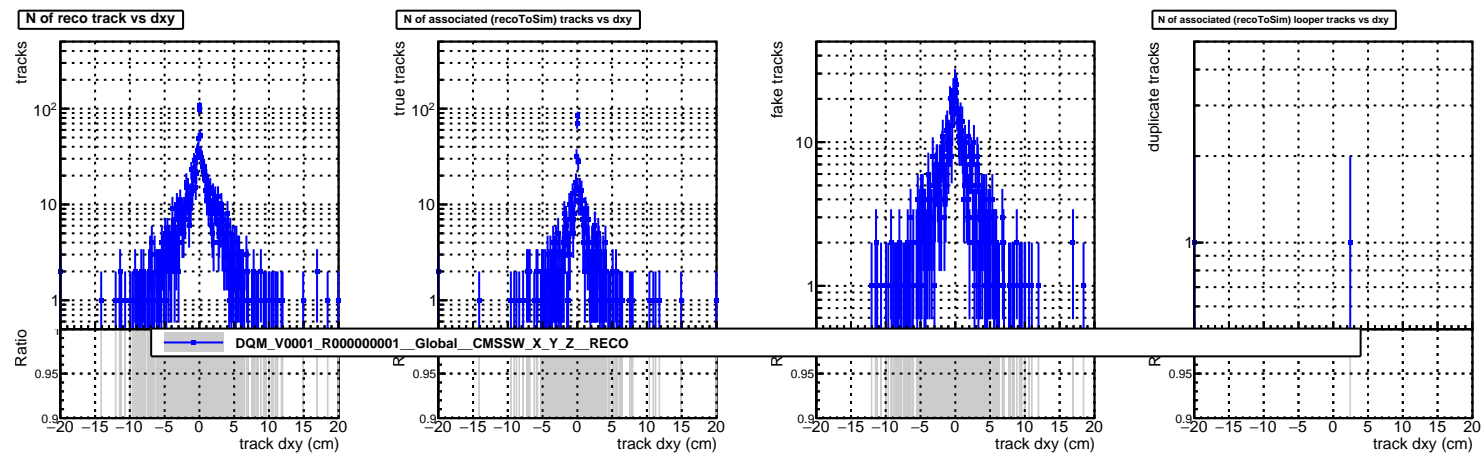 N of reco track vs dxy
tracks
10²
10
1
Ratio
0.95
0.9
−20 −15 −10 −5 0 5 10 15 20
track dxy (cm)
N of associated (recoToSim) tracks vs dxy
true tracks
10²
10
1
0.95
0.9
−20 −15 −10 −5 0 5 10 15 20
track dxy (cm)
fake tracks
10
1
0.95
0.9
−20 −15 −10 −5 0 5 10 15 20
track dxy (cm)
N of associated (recoToSim) looper tracks vs dxy
duplicate tracks
1
0.95
0.9
−20 −15 −10 −5 0 5 10 15 20
track dxy (cm)
DQM_V0001_R000000001__Global__CMSSW_X_Y_Z__RECO